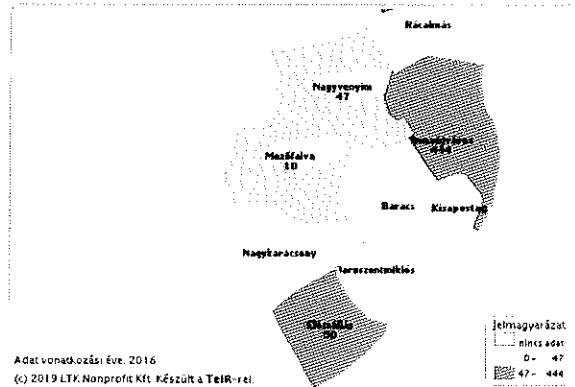 Rácalmás
Nagyvenyim
47
Dunaújváros
444
Mezőfalva
10
Baracs
Kisapostag
Nagykarácsony
Daruszentmiklós
Előszállás
50
Jelmagyarázat
nincs adat
0 - 47
47 - 444
Adat vonatkozási éve: 2016
(c) 2019 LTK Nonprofit Kft. Készült a TeIR-rel.